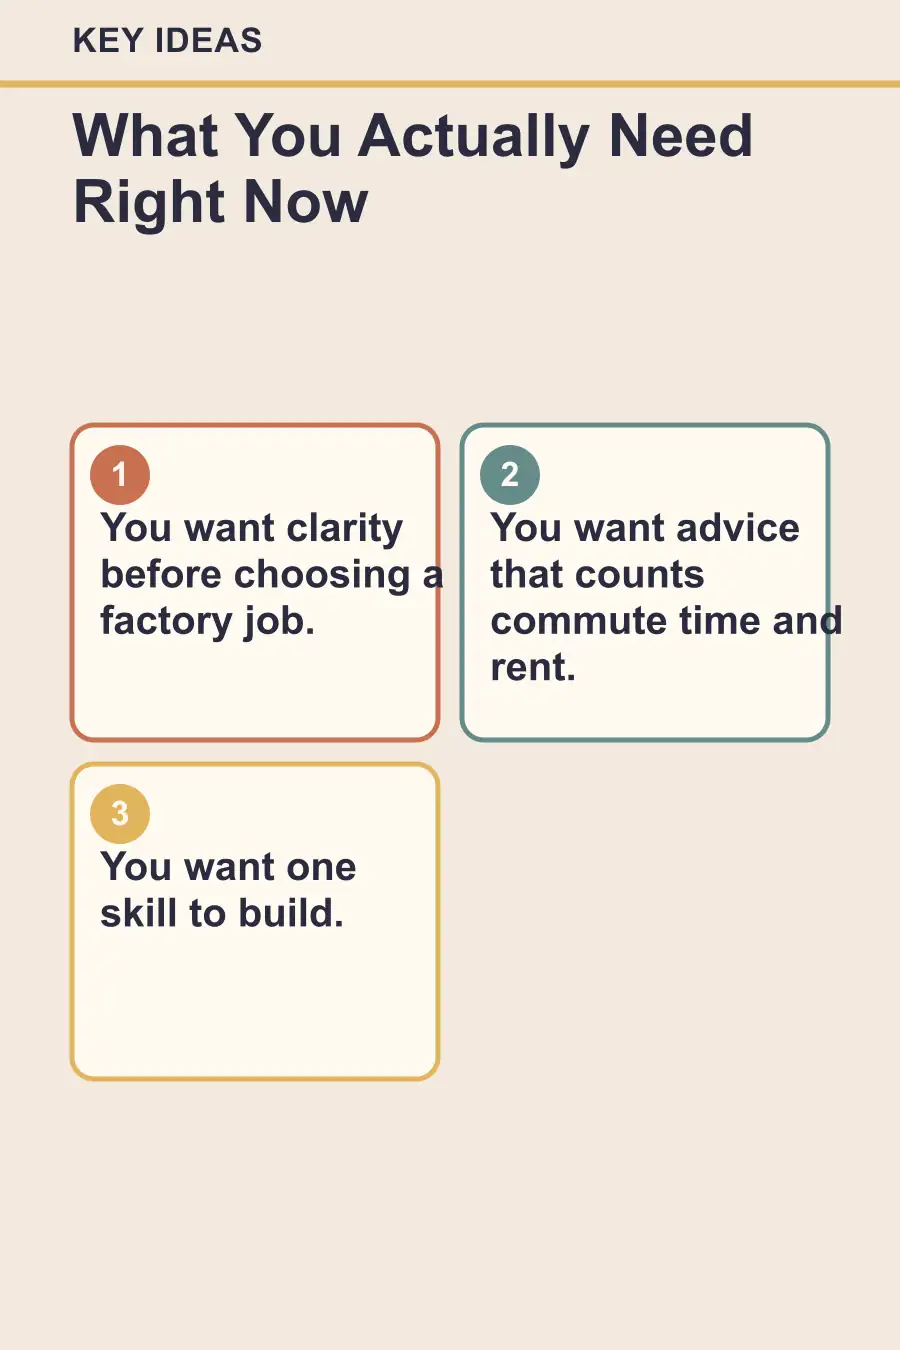 KEY IDEAS
What You Actually Need
Right Now
1
You want clarity
before choosing a
factory job.
2
You want advice
that counts
commute time and
rent.
3
You want one
skill to build.